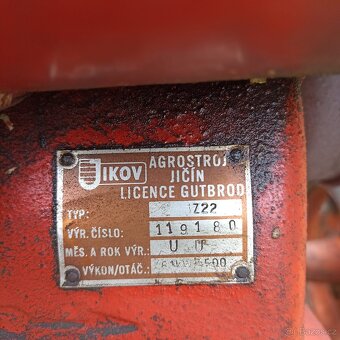 JIKOV
AGROSTROJ
JIČÍN
LICENCE GUTBROD
TYP: Z22
VÝR. ČÍSLO: 119180
MĚS. A ROK VÝR.: U
VÝKON/OTÁČ.: